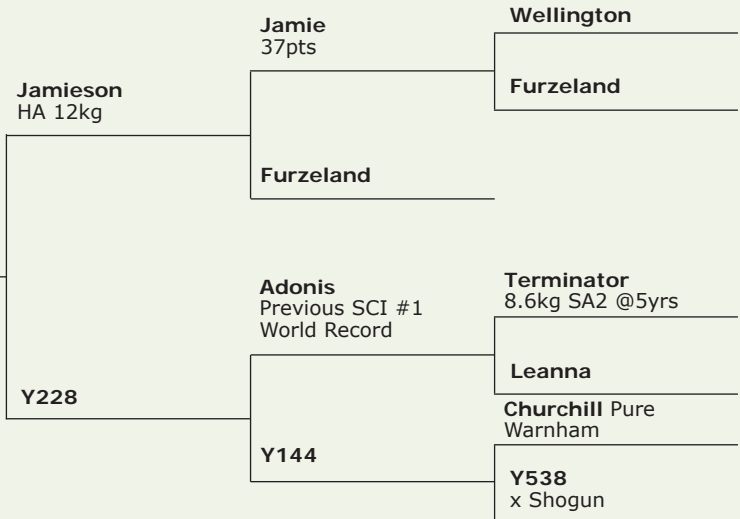 Wellington
Jamie
37pts
Furzeland
Jamieson
HA 12kg
Furzeland
Adonis
Previous SCI #1
World Record
Terminator
8.6kg SA2 @5yrs
Leanna
Y228
Churchill Pure
Warnham
Y144
Y538
x Shogun